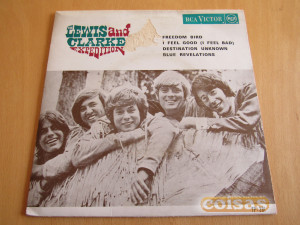 LEWIS and
CLARKE
EXPEDITION
RCA VICTOR
FREEDOM BIRD
I FEEL GOOD (I FEEL BAD)
DESTINATION UNKNOWN
BLUE REVELATIONS
coisas